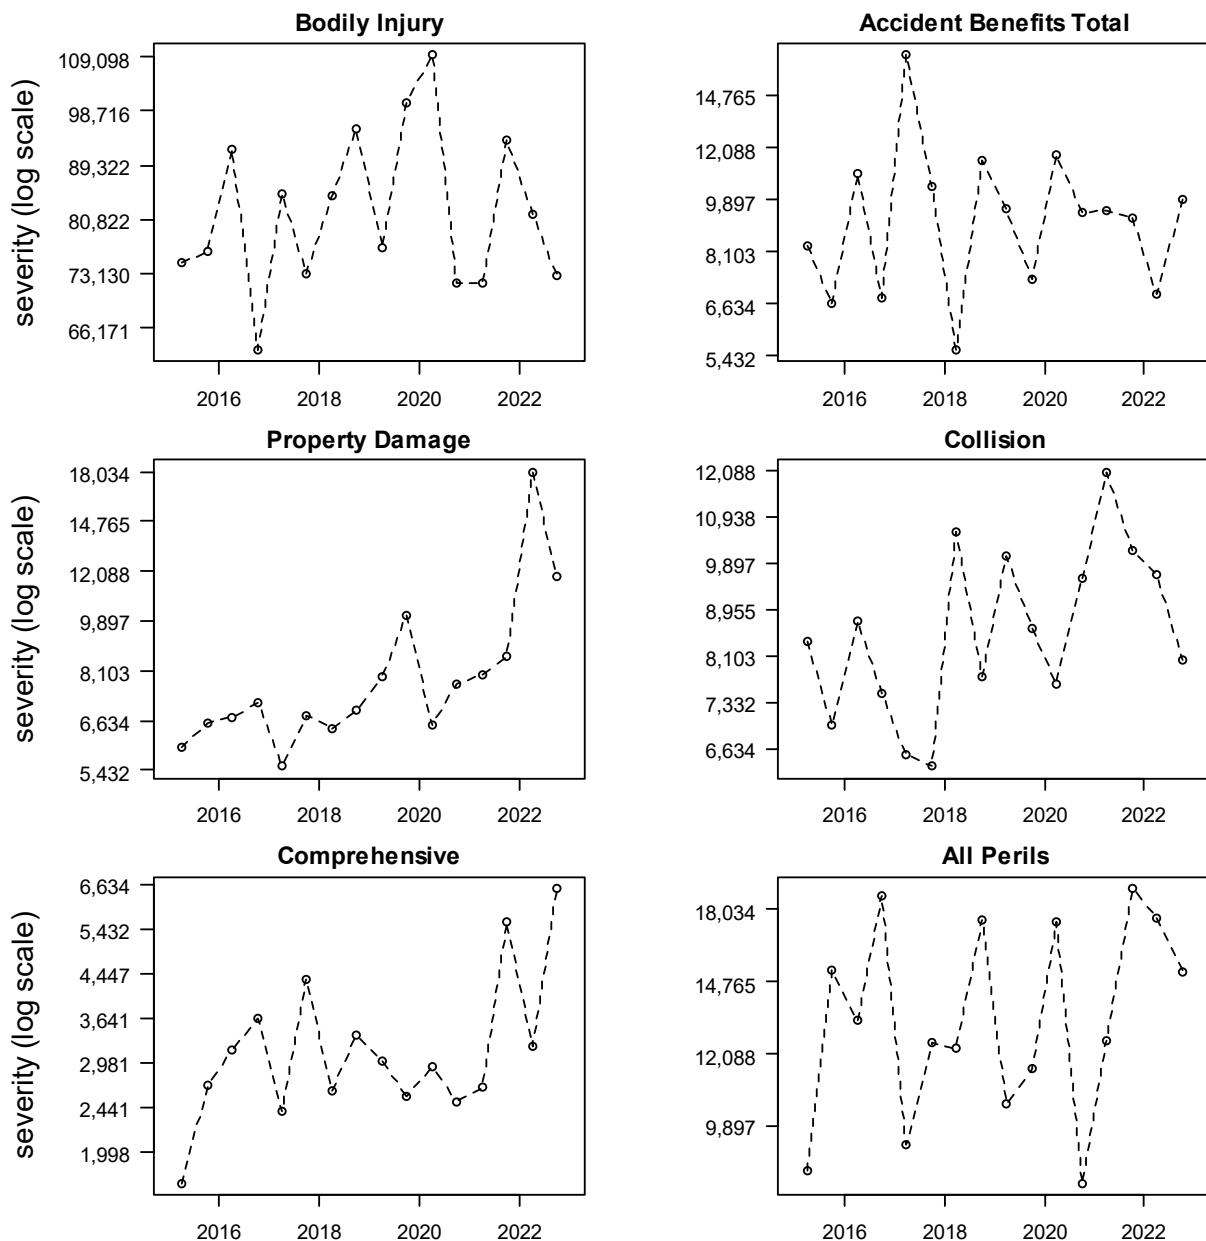 Bodily Injury
severity (log scale)
109,098
98,716
89,322
80,822
73,130
66,171
2016 2018 2020 2022
Accident Benefits Total
14,765
12,088
9,897
8,103
6,634
5,432
2016 2018 2020 2022
Property Damage
severity (log scale)
18,034
14,765
12,088
9,897
8,103
6,634
5,432
2016 2018 2020 2022
Collision
12,088
10,938
9,897
8,955
8,103
7,332
6,634
2016 2018 2020 2022
Comprehensive
severity (log scale)
6,634
5,432
4,447
3,641
2,981
2,441
1,998
2016 2018 2020 2022
All Perils
18,034
14,765
12,088
9,897
2016 2018 2020 2022